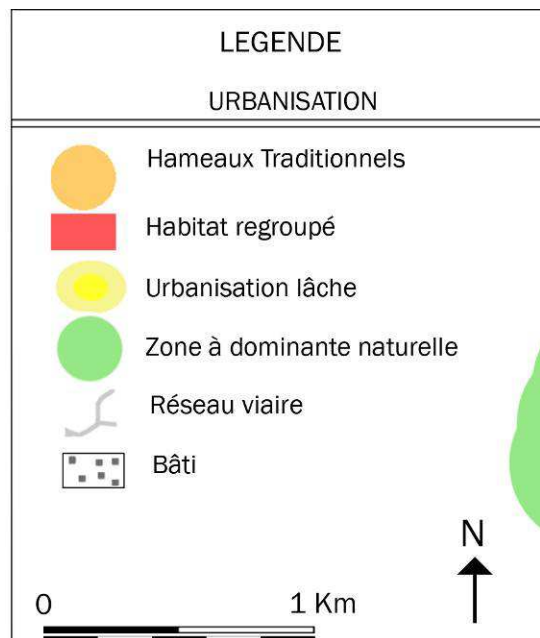 LEGENDE
URBANISATION
Hameaux Traditionnels
Habitat regroupé
Urbanisation lâche
Zone à dominante naturelle
Réseau viaire
Bâti
N
0 1 Km